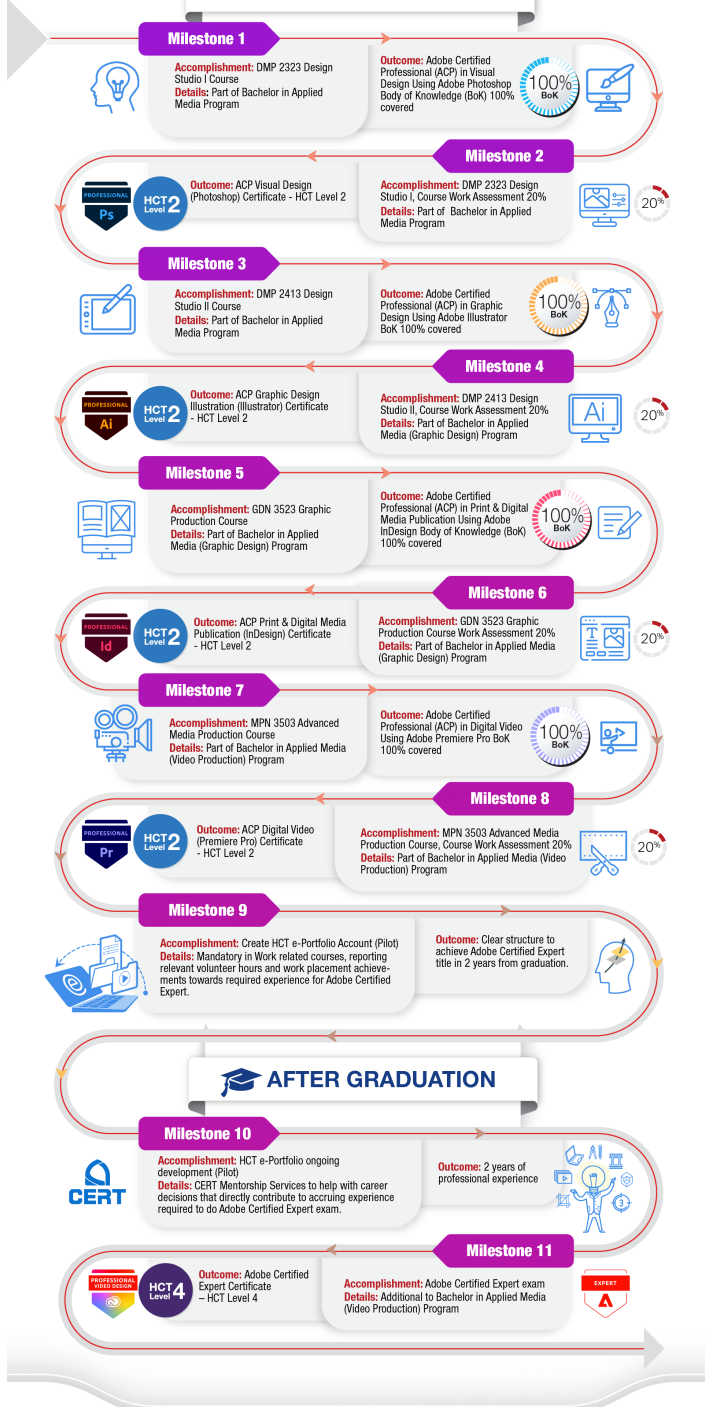 Milestone 1
Accomplishment: DMP 2323 Design
Studio I Course
Details: Part of Bachelor in Applied
Media Program
Outcome: Adobe Certified
Professional (ACP) in Visual
Design Using Adobe Photoshop
Body of Knowledge (BoK) 100%
covered
100%
BoK
Milestone 2
PROFESSIONAL
Ps
HCT
Level 2
Outcome: ACP Visual Design
(Photoshop) Certificate - HCT Level 2
Accomplishment: DMP 2323 Design
Studio I, Course Work Assessment 20%
Details: Part of  Bachelor in Applied
Media Program
20%
Milestone 3
Accomplishment: DMP 2413 Design
Studio II Course
Details: Part of Bachelor in Applied
Media Program
Outcome: Adobe Certified
Professional (ACP) in Graphic
Design Using Adobe Illustrator
BoK 100% covered
100%
BoK
Milestone 4
PROFESSIONAL
Ai
HCT
Level 2
Outcome: ACP Graphic Design
Illustration (Illustrator) Certificate
- HCT Level 2
Accomplishment: DMP 2413 Design
Studio II, Course Work Assessment 20%
Details: Part of Bachelor in Applied
Media (Graphic Design) Program
Ai
20%
Milestone 5
Accomplishment: GDN 3523 Graphic
Production Course
Details: Part of Bachelor in Applied
Media (Graphic Design) Program
Outcome: Adobe Certified
Professional (ACP) in Print & Digital
Media Publication Using Adobe
InDesign Body of Knowledge (BoK)
100% covered
100%
BoK
Milestone 6
PROFESSIONAL
Id
HCT
Level 2
Outcome: ACP Print & Digital Media
Publication (InDesign) Certificate
- HCT Level 2
Accomplishment: GDN 3523 Graphic
Production Course Work Assessment 20%
Details: Part of Bachelor in Applied Media
(Graphic Design) Program
T
20%
Milestone 7
Accomplishment: MPN 3503 Advanced
Media Production Course
Details: Part of Bachelor in Applied Media
(Video Production) Program
Outcome: Adobe Certified
Professional (ACP) in Digital Video
Using Adobe Premiere Pro BoK
100% covered
100%
BoK
Milestone 8
PROFESSIONAL
Pr
HCT
Level 2
Outcome: ACP Digital Video
(Premiere Pro) Certificate
- HCT Level 2
Accomplishment: MPN 3503 Advanced Media
Production Course, Course Work Assessment 20%
Details: Part of Bachelor in Applied Media (Video
Production) Program
20%
Milestone 9
Accomplishment: Create HCT e-Portfolio Account (Pilot)
Details: Mandatory in Work related courses, reporting
relevant volunteer hours and work placement achieve-
ments towards required experience for Adobe Certified
Expert.
Outcome: Clear structure to
achieve Adobe Certified Expert
title in 2 years from graduation.
e
AFTER GRADUATION
Milestone 10
CERT
Accomplishment: HCT e-Portfolio ongoing
development (Pilot)
Details: CERT Mentorship Services to help with career
decisions that directly contribute to accruing experience
required to do Adobe Certified Expert exam.
Outcome: 2 years of
professional experience
3
Milestone 11
PROFESSIONAL
VIDEO DESIGN
HCT
Level 4
Outcome: Adobe Certified
Expert Certificate
– HCT Level 4
Accomplishment: Adobe Certified Expert exam
Details: Additional to Bachelor in Applied Media
(Video Production) Program
EXPERT